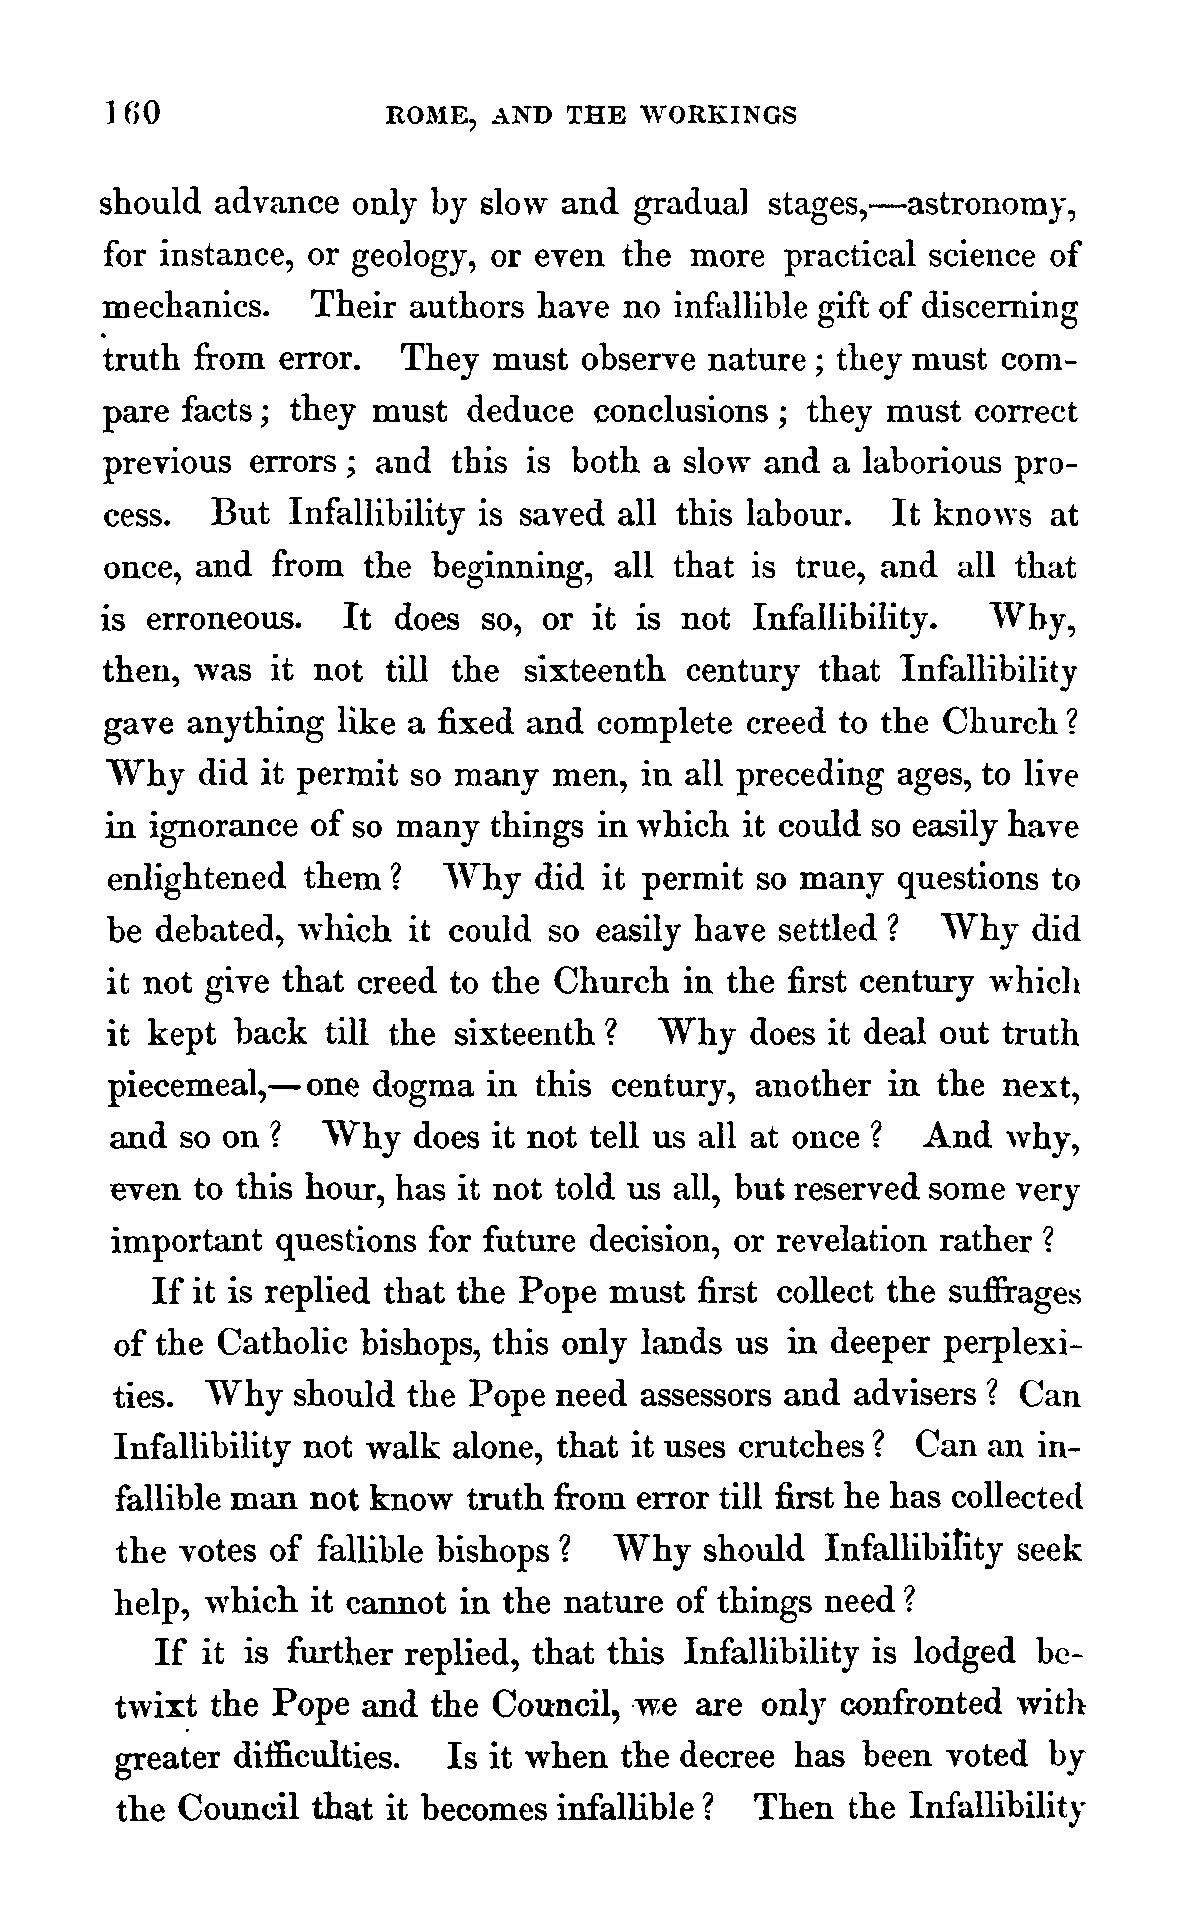 160 ROME, AND THE WORKINGS
should advance only by slow and gradual stages,—astronomy,
for instance, or geology, or even the more practical science of
mechanics. Their authors have no infallible gift of discerning
truth from error. They must observe nature; they must com-
pare facts; they must deduce conclusions; they must correct
previous errors; and this is both a slow and a laborious pro-
cess. But Infallibility is saved all this labour. It knows at
once, and from the beginning, all that is true, and all that
is erroneous. It does so, or it is not Infallibility. Why,
then, was it not till the sixteenth century that Infallibility
gave anything like a fixed and complete creed to the Church?
Why did it permit so many men, in all preceding ages, to live
in ignorance of so many things in which it could so easily have
enlightened them? Why did it permit so many questions to
be debated, which it could so easily have settled? Why did
it not give that creed to the Church in the first century which
it kept back till the sixteenth? Why does it deal out truth
piecemeal,—one dogma in this century, another in the next,
and so on? Why does it not tell us all at once? And why,
even to this hour, has it not told us all, but reserved some very
important questions for future decision, or revelation rather?
If it is replied that the Pope must first collect the suffrages
of the Catholic bishops, this only lands us in deeper perplexi-
ties. Why should the Pope need assessors and advisers? Can
Infallibility not walk alone, that it uses crutches? Can an in-
fallible man not know truth from error till first he has collected
the votes of fallible bishops? Why should Infallibility seek
help, which it cannot in the nature of things need?
If it is further replied, that this Infallibility is lodged be-
twixt the Pope and the Council, we are only confronted with
greater difficulties. Is it when the decree has been voted by
the Council that it becomes infallible? Then the Infallibility